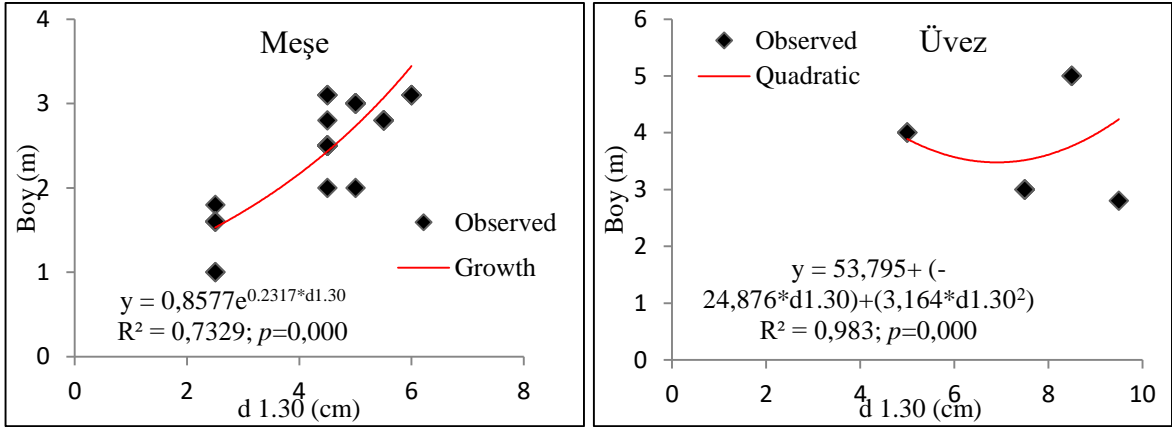 Meşe
Boy (m)
4
3
2
1
0
Observed
Growth
y = 0,8577e^0.2317*d1.30
R² = 0,7329; p=0,000
0 2 4 6 8
d 1.30 (cm)
Üvez
Boy (m)
6
5
4
3
2
1
0
Observed
Quadratic
y = 53,795+ (-
24,876*d1.30)+(3,164*d1.30²)
R² = 0,983; p=0,000
0 2 4 6 8 10
d 1.30 (cm)